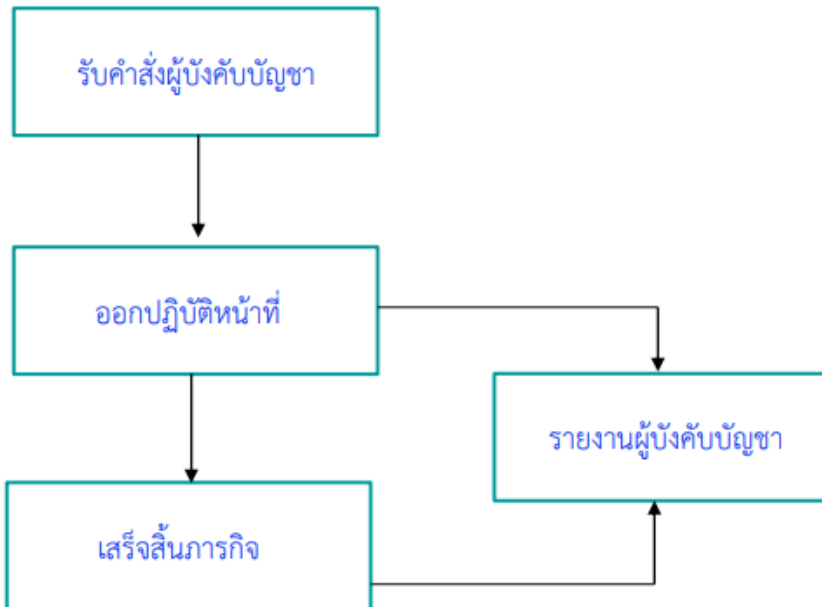 รับคำสั่งผู้บังคับบัญชา
ออกปฏิบัติหน้าที่
รายงานผู้บังคับบัญชา
เสร็จสิ้นภารกิจ